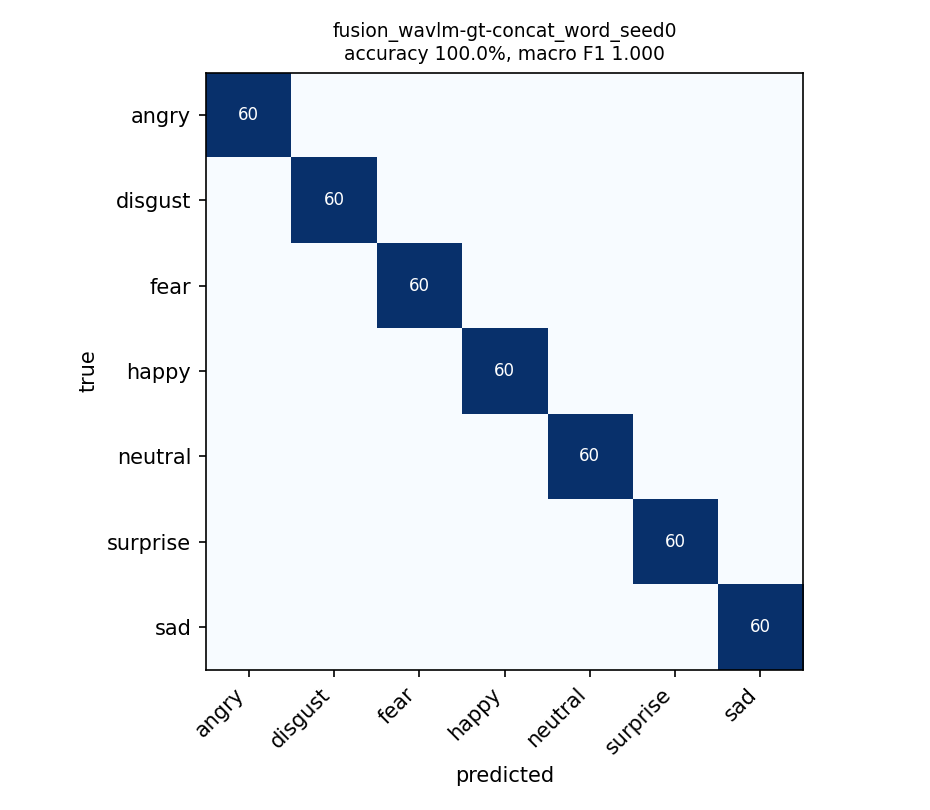 fusion_wavlm-gt-concat_word_seed0
accuracy 100.0%, macro F1 1.000
true
angry
disgust
fear
happy
neutral
surprise
sad
60
60
60
60
60
60
60
angry
disgust
fear
happy
neutral
surprise
sad
predicted